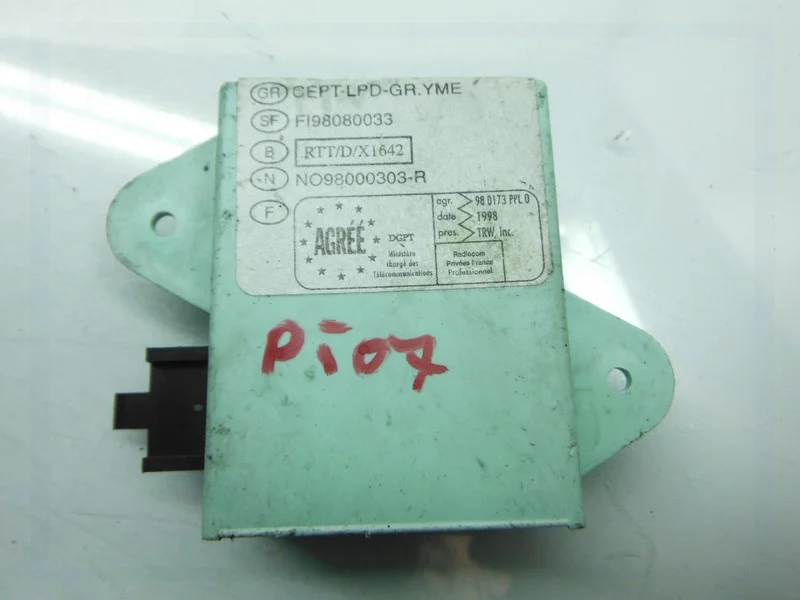 GR CEPT-LPD-GR.YME
SF FI98080033
B RTT/D/X1642
N NO98000303-R
F AGRÉÉ DGPT
Ministère
chargé des
Télécommunications
agr. 98 0173 PPL 0
date 1998
pres. TRW, Inc.
Radiocom
Privées France
Professionnel
Pi07